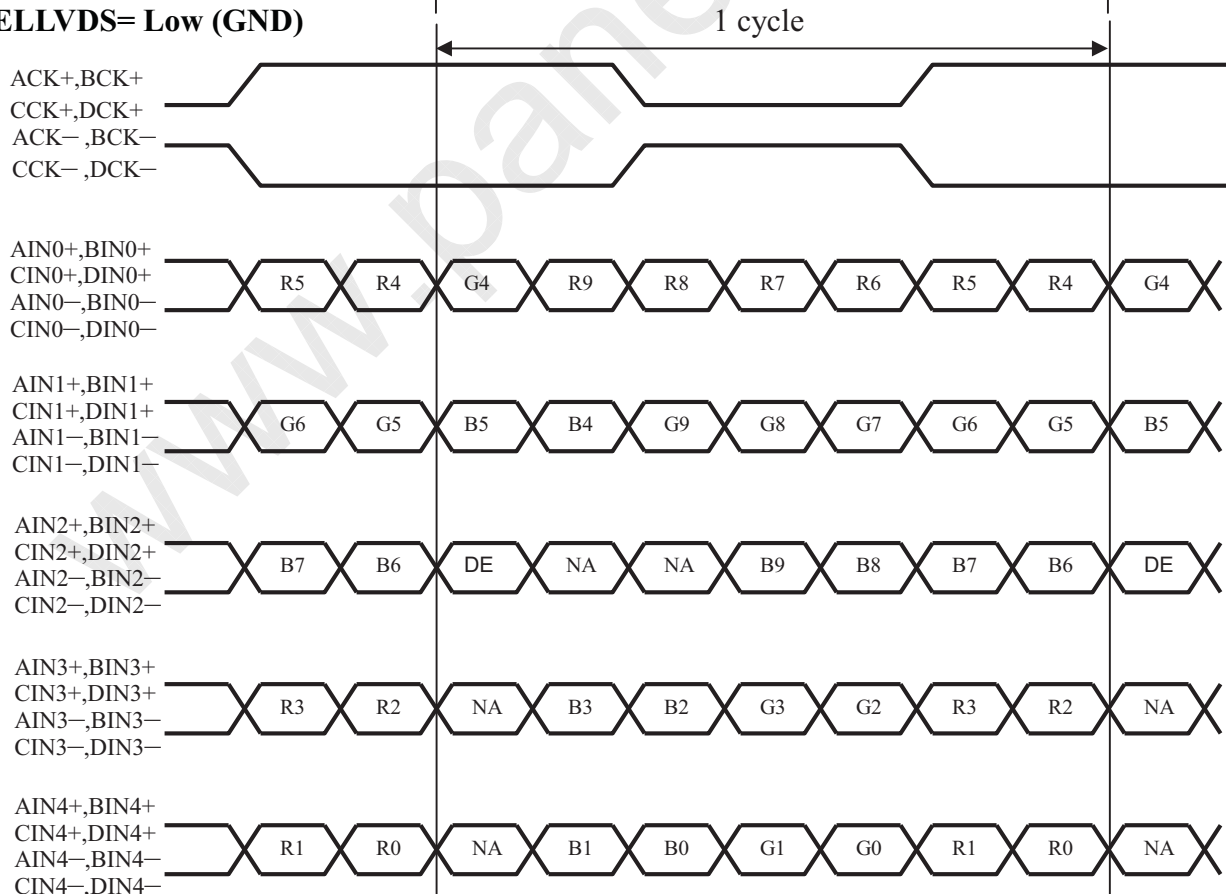 ELLVDS= Low (GND)
1 cycle
ACK+,BCK+
CCK+,DCK+
ACK− ,BCK−
CCK− ,DCK−
AIN0+,BIN0+
CIN0+,DIN0+
AIN0−,BIN0−
CIN0−,DIN0−
R5 R4 G4 R9 R8 R7 R6 R5 R4 G4
AIN1+,BIN1+
CIN1+,DIN1+
AIN1−,BIN1−
CIN1−,DIN1−
G6 G5 B5 B4 G9 G8 G7 G6 G5 B5
AIN2+,BIN2+
CIN2+,DIN2+
AIN2−,BIN2−
CIN2−,DIN2−
B7 B6 DE NA NA B9 B8 B7 B6 DE
AIN3+,BIN3+
CIN3+,DIN3+
AIN3−,BIN3−
CIN3−,DIN3−
R3 R2 NA B3 B2 G3 G2 R3 R2 NA
AIN4+,BIN4+
CIN4+,DIN4+
AIN4−,BIN4−
CIN4−,DIN4−
R1 R0 NA B1 B0 G1 G0 R1 R0 NA
www.pane